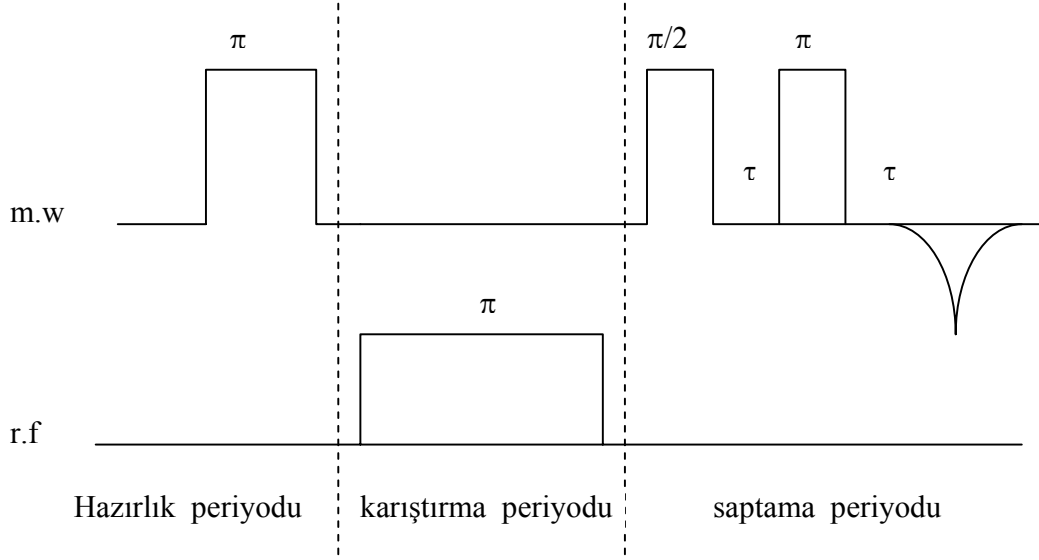 π
π/2
π
τ
τ
m.w
π
r.f
Hazırlık periyodu
karıştırma periyodu
saptama periyodu